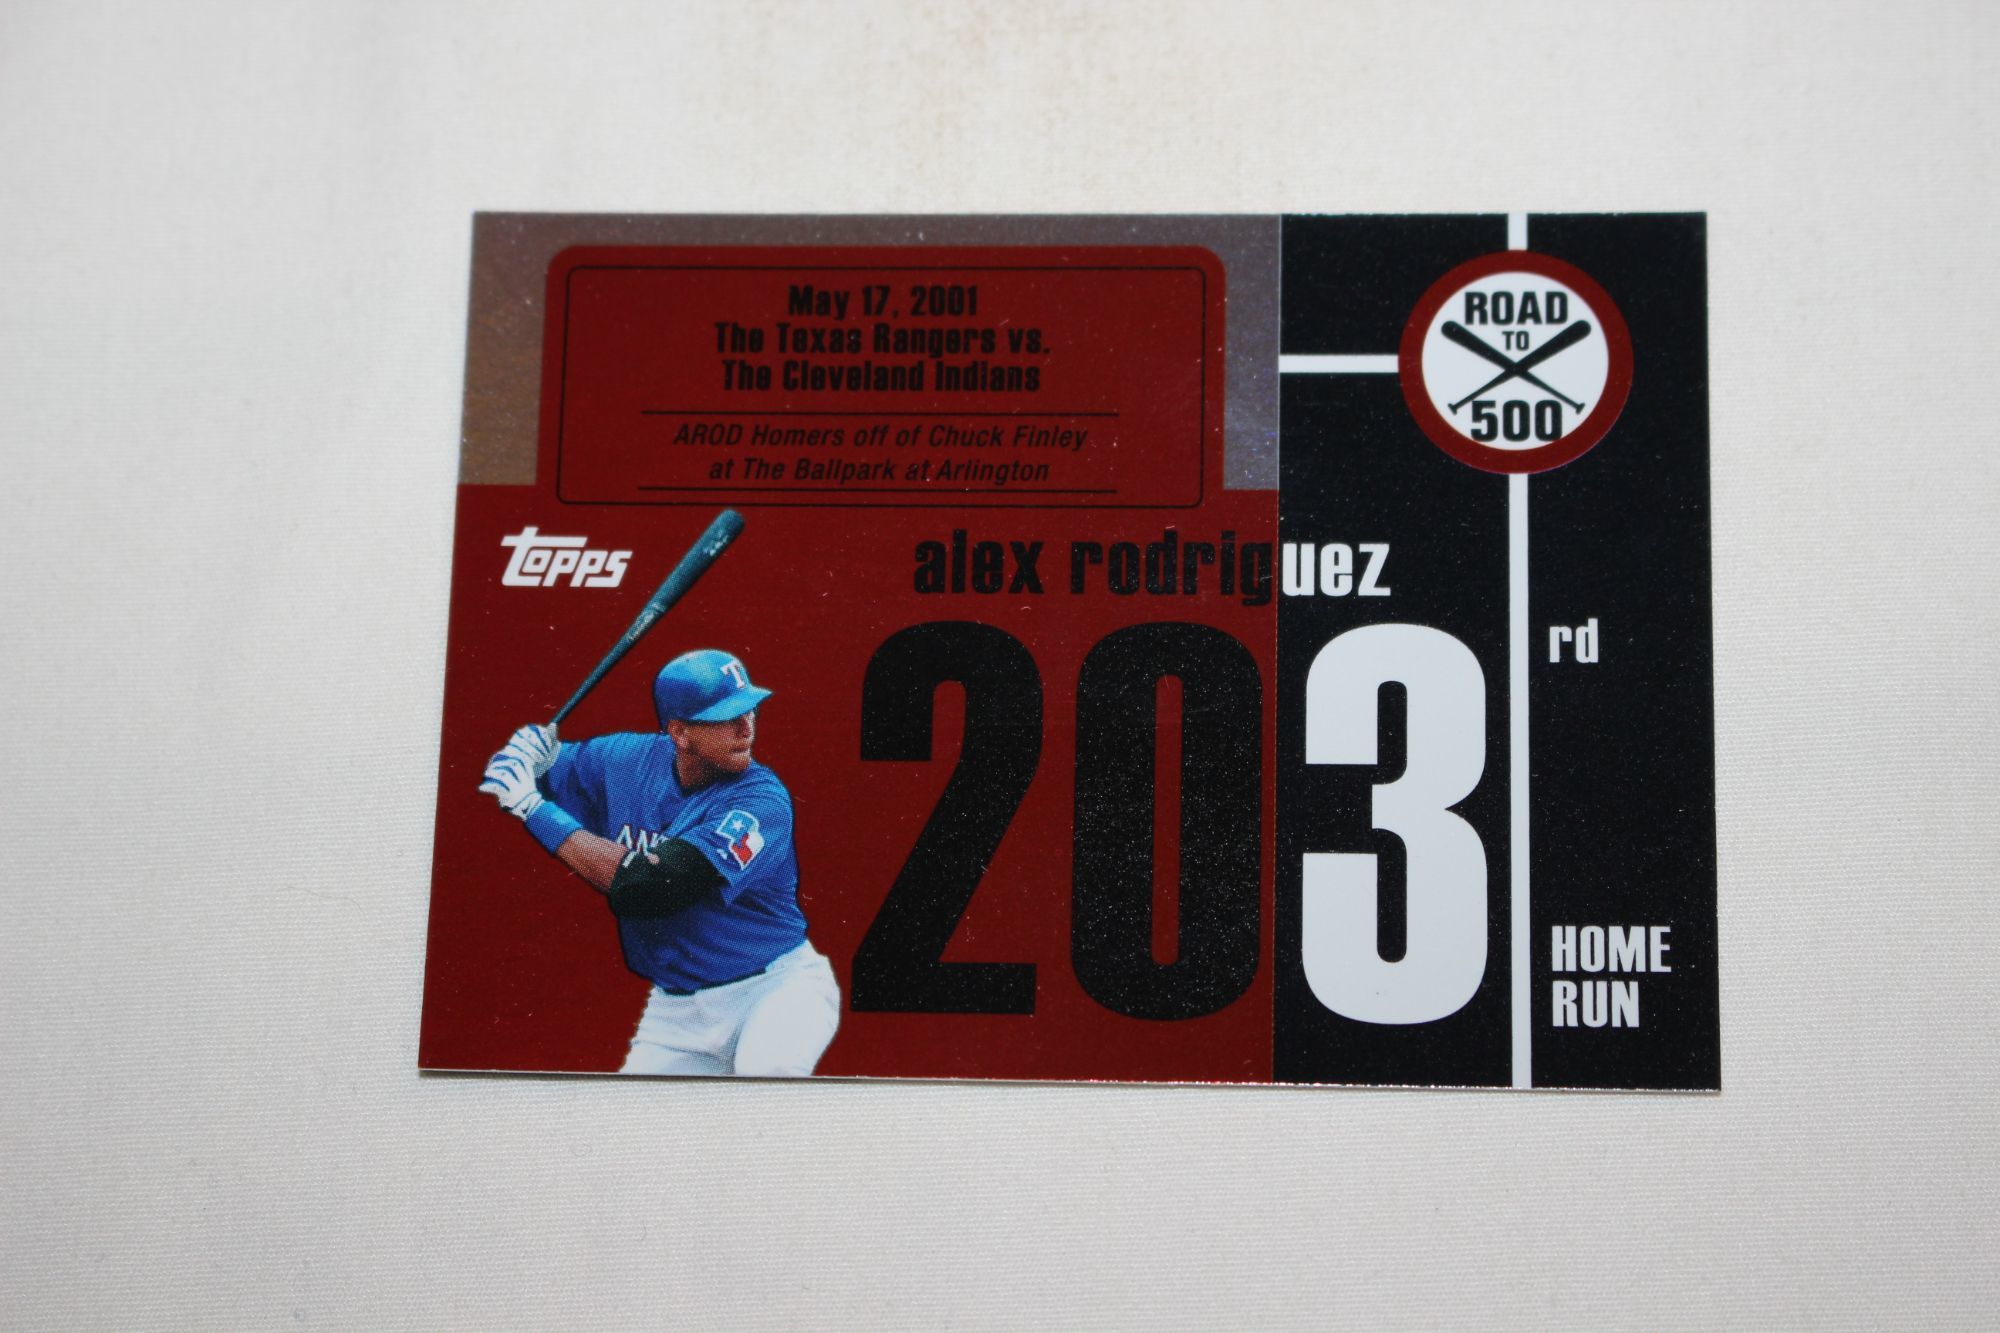 May 17, 2001
The Texas Rangers vs.
The Cleveland Indians
AROD Homers off of Chuck Finley
at The Ballpark at Arlington
ROAD
TO
500
topps
alex rodriguez
203
rd
HOME
RUN
T